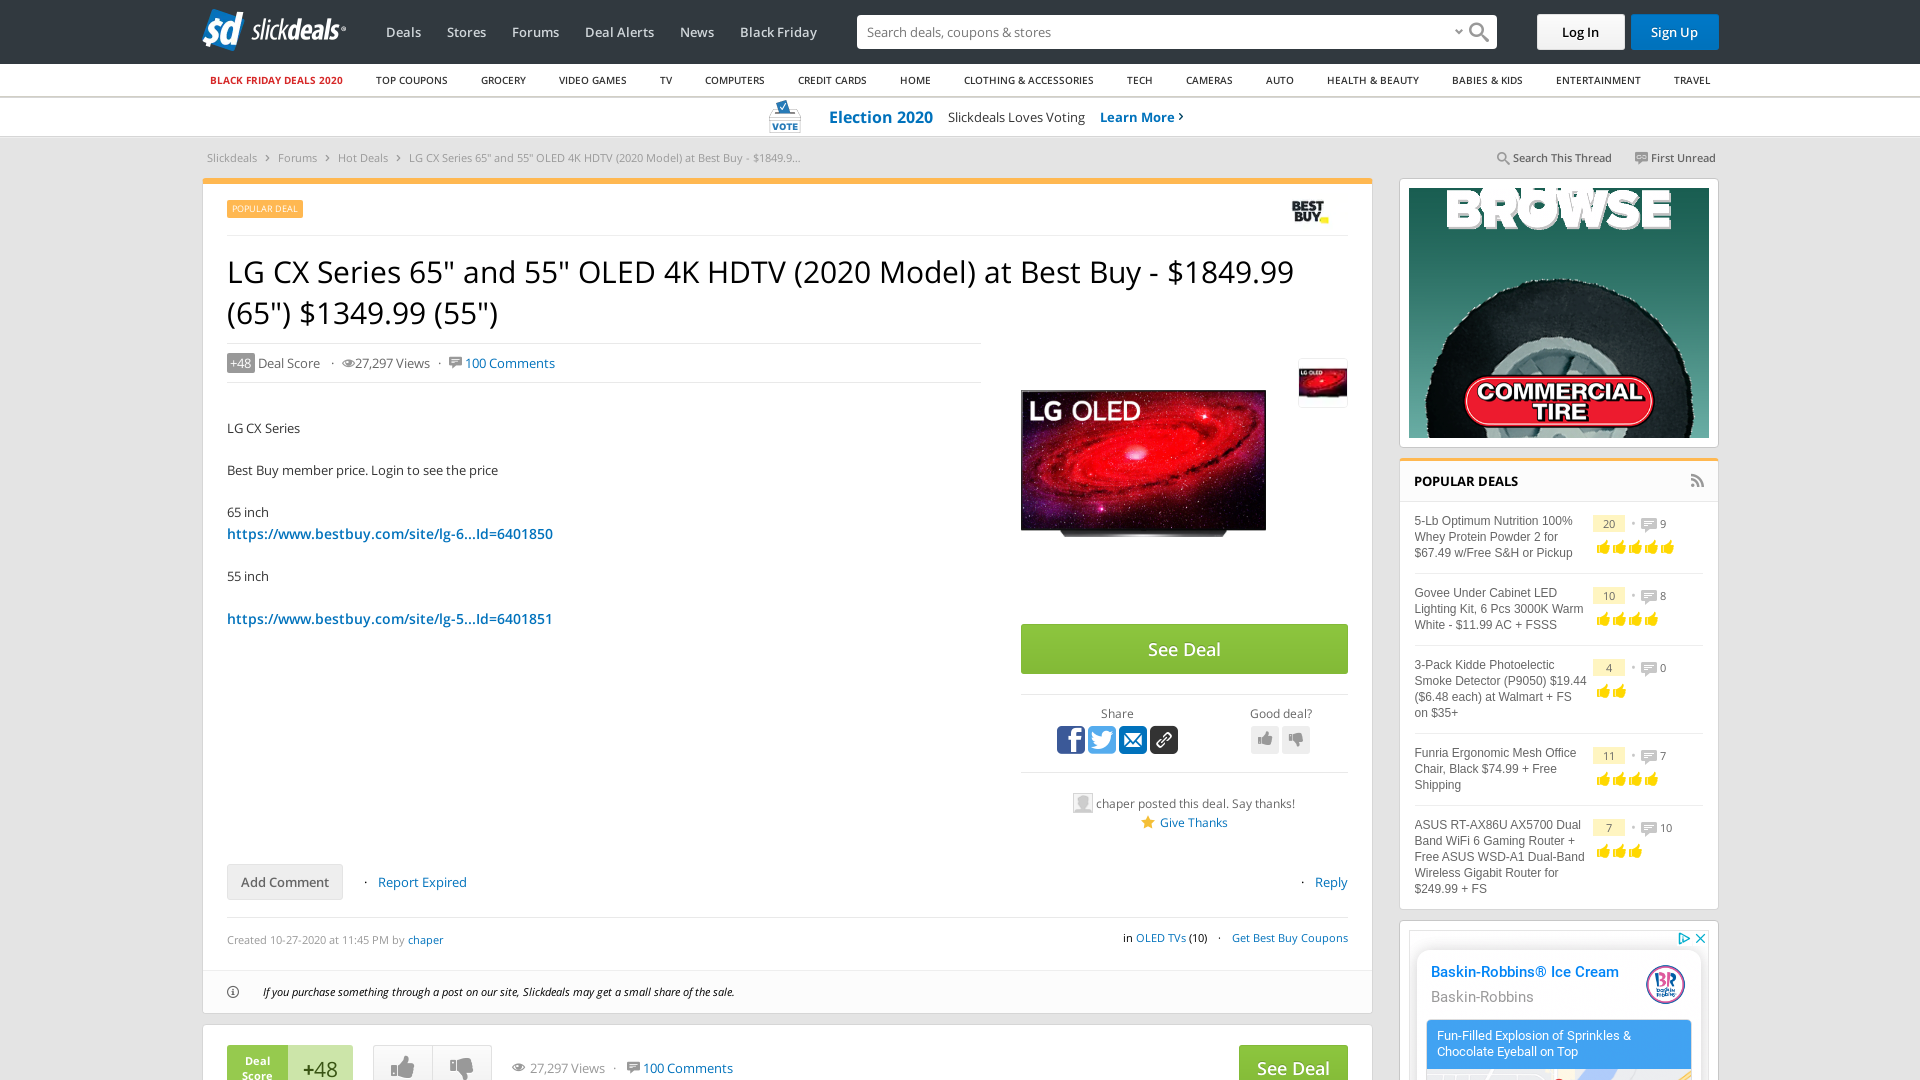 slickdeals
Deals
Stores
Forums
Deal Alerts
News
Black Friday
Search deals, coupons & stores
Log In
Sign Up
BLACK FRIDAY DEALS 2020
TOP COUPONS
GROCERY
VIDEO GAMES
TV
COMPUTERS
CREDIT CARDS
HOME
CLOTHING & ACCESSORIES
TECH
CAMERAS
AUTO
HEALTH & BEAUTY
BABIES & KIDS
ENTERTAINMENT
TRAVEL
VOTE
Election 2020
Slickdeals Loves Voting
Learn More
Slickdeals
Forums
Hot Deals
LG CX Series 65" and 55" OLED 4K HDTV (2020 Model) at Best Buy - $1849.9...
Search This Thread
First Unread
POPULAR DEAL
BEST
BUY
LG CX Series 65" and 55" OLED 4K HDTV (2020 Model) at Best Buy - $1849.99
(65") $1349.99 (55")
+48 Deal Score · 27,297 Views · 100 Comments
LG CX Series
Best Buy member price. Login to see the price
65 inch
https://www.bestbuy.com/site/lg-6...Id=6401850
55 inch
https://www.bestbuy.com/site/lg-5...Id=6401851
LG OLED
LG OLED
See Deal
Share
Good deal?
chaper posted this deal. Say thanks!
Give Thanks
Add Comment
· Report Expired
· Reply
Created 10-27-2020 at 11:45 PM by chaper
in OLED TVs (10) · Get Best Buy Coupons
If you purchase something through a post on our site, Slickdeals may get a small share of the sale.
Deal
Score
+48
27,297 Views · 100 Comments
See Deal
BROWSE
COMMERCIAL
TIRE
POPULAR DEALS
5-Lb Optimum Nutrition 100%
Whey Protein Powder 2 for
$67.49 w/Free S&H or Pickup
20 • 9
Govee Under Cabinet LED
Lighting Kit, 6 Pcs 3000K Warm
White - $11.99 AC + FSSS
10 • 8
3-Pack Kidde Photoelectic
Smoke Detector (P9050) $19.44
($6.48 each) at Walmart + FS
on $35+
4 • 0
Funria Ergonomic Mesh Office
Chair, Black $74.99 + Free
Shipping
11 • 7
ASUS RT-AX86U AX5700 Dual
Band WiFi 6 Gaming Router +
Free ASUS WSD-A1 Dual-Band
Wireless Gigabit Router for
$249.99 + FS
7 • 10
Baskin-Robbins® Ice Cream
Baskin-Robbins
BR
baskin
robbins
Fun-Filled Explosion of Sprinkles &
Chocolate Eyeball on Top